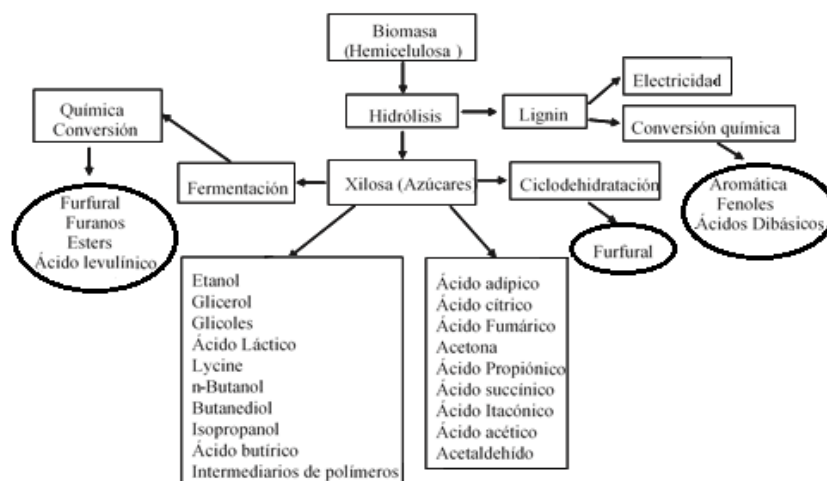 Biomasa
(Hemicelulosa )
Electricidad
Química
Conversión
Hidrólisis
Lignin
Conversión química
Fermentación
Xilosa (Azúcares)
Ciclodehidratación
Aromática
Fenoles
Ácidos Dibásicos
Furfural
Furanos
Esters
Ácido levulínico
Furfural
Etanol
Glicerol
Glicoles
Ácido Láctico
Lycine
n-Butanol
Butanediol
Isopropanol
Ácido butírico
Intermediarios de polímeros
Ácido adípico
Ácido cítrico
Ácido Fumárico
Acetona
Ácido Propiónico
Ácido succínico
Ácido Itacónico
Ácido acético
Acetaldehído